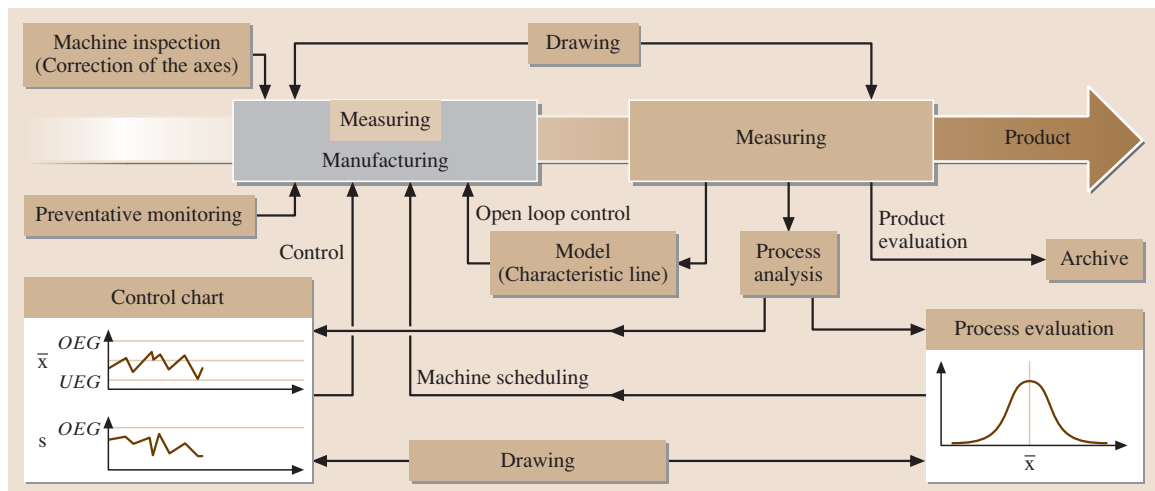 Machine inspection
(Correction of the axes)
Drawing
Measuring
Manufacturing
Measuring
Product
Preventative monitoring
Open loop control
Control
Model
(Characteristic line)
Process
analysis
Product
evaluation
Archive
Control chart
OEG
x̅
UEG
OEG
s
Machine scheduling
Process evaluation
x̅
Drawing